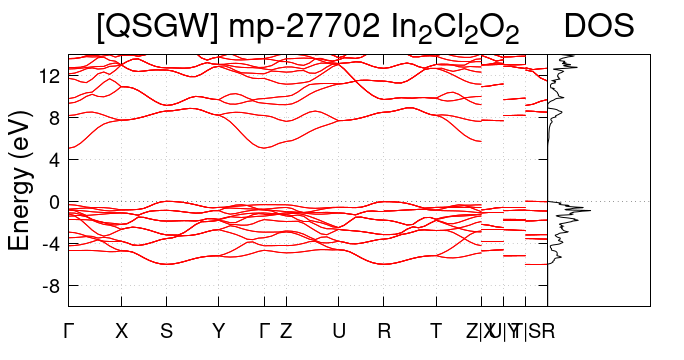 [QSGW] mp-27702 In₂Cl₂O₂ DOS
Energy (eV)
12
8
4
0
-4
-8
Γ X S Y Γ Z U R T Z|X U|Y T|S R